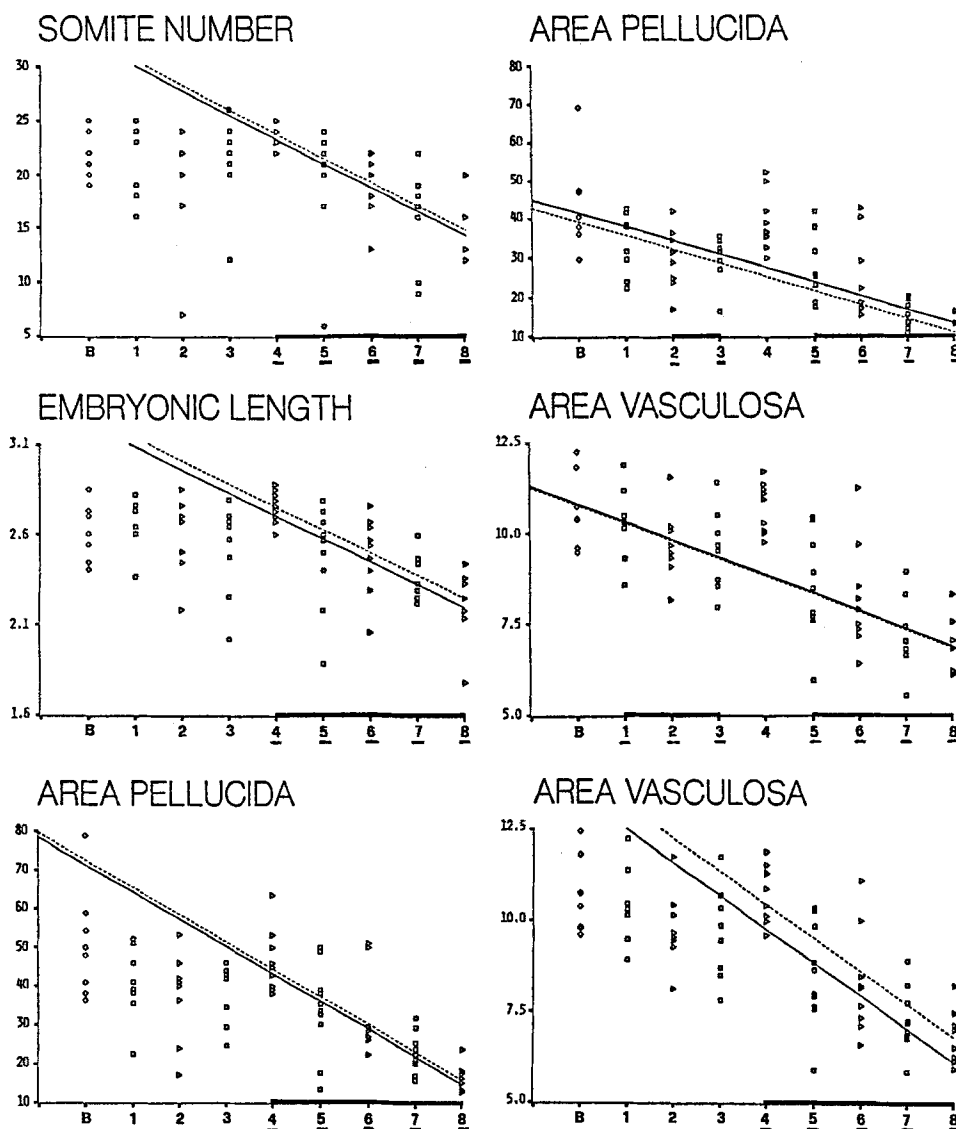 SOMITE NUMBER
30
25
20
15
10
5
B 1 2 3 4 5 6 7 8
AREA PELLUCIDA
80
70
60
50
40
30
20
10
B 1 2 3 4 5 6 7 8
EMBRYONIC LENGTH
3.1
2.6
2.1
1.6
B 1 2 3 4 5 6 7 8
AREA VASCULOSA
12.5
10.0
7.5
5.0
B 1 2 3 4 5 6 7 8
AREA PELLUCIDA
80
70
60
50
40
30
20
10
B 1 2 3 4 5 6 7 8
AREA VASCULOSA
12.5
10.0
7.5
5.0
B 1 2 3 4 5 6 7 8